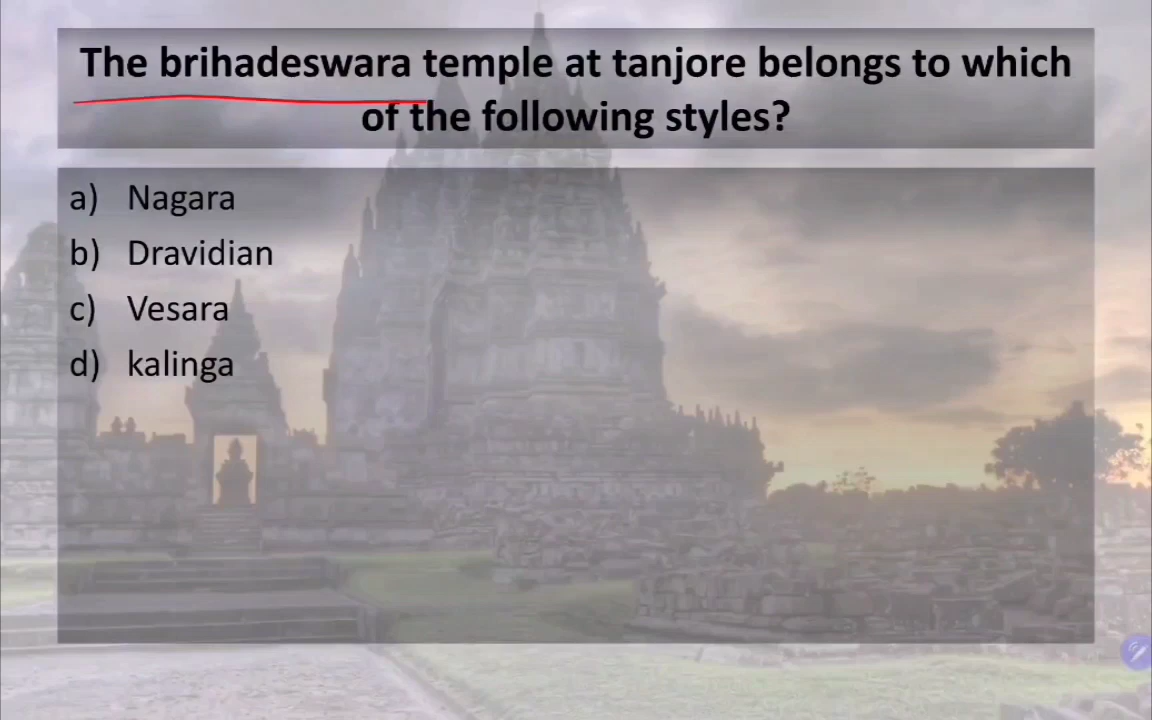 The brihadeswara temple at tanjore belongs to which
of the following styles?
a) Nagara
b) Dravidian
c) Vesara
d) kalinga